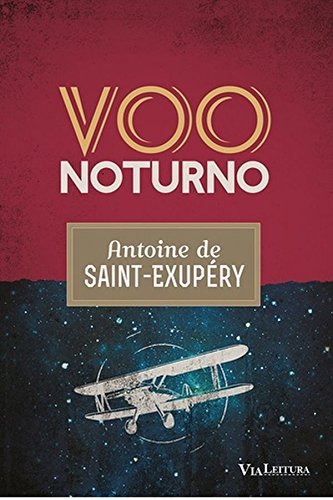 VOO
NOTURNO
Antoine de
SAINT-EXUPÉRY
VIALEITURA